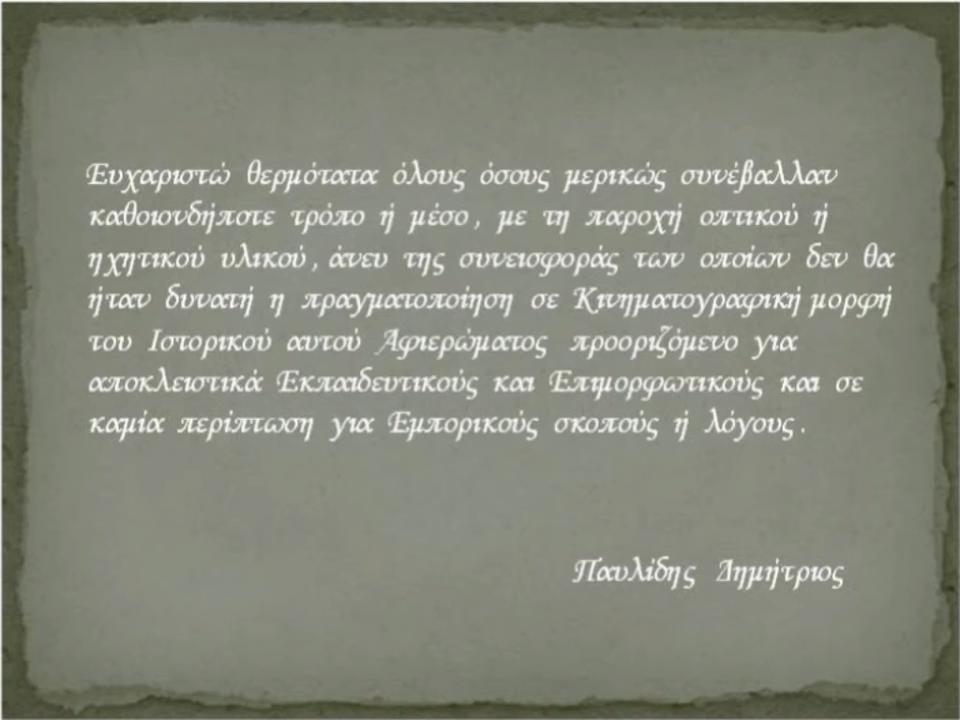 Ευχαριστώ θερμότατα όλους όσους μερικώς συνέβαλλαν
καθοιονδήποτε τρόπο ή μέσο , με τη παροχή οπτικού ή
ηχητικού υλικού , άνευ της συνεισφοράς των οποίων δεν θα
ήταν δυνατή η πραγματοποίηση σε Κινηματογραφική μορφή
του Ιστορικού αυτού Αφιερώματος προοριζόμενο για
αποκλειστικά Εκπαιδευτικούς και Επιμορφωτικούς και σε
καμία περίπτωση για Εμπορικούς σκοπούς ή λόγους .
Παυλίδης Δημήτριος